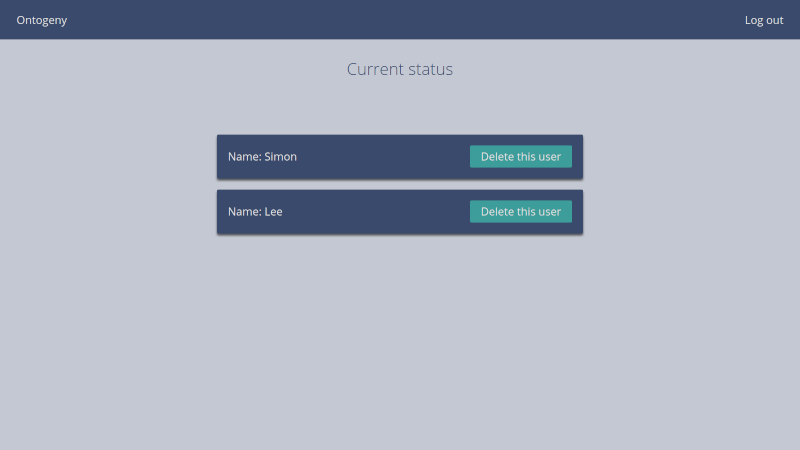 Ontogeny
Log out
Current status
Name: Simon
Delete this user
Name: Lee
Delete this user